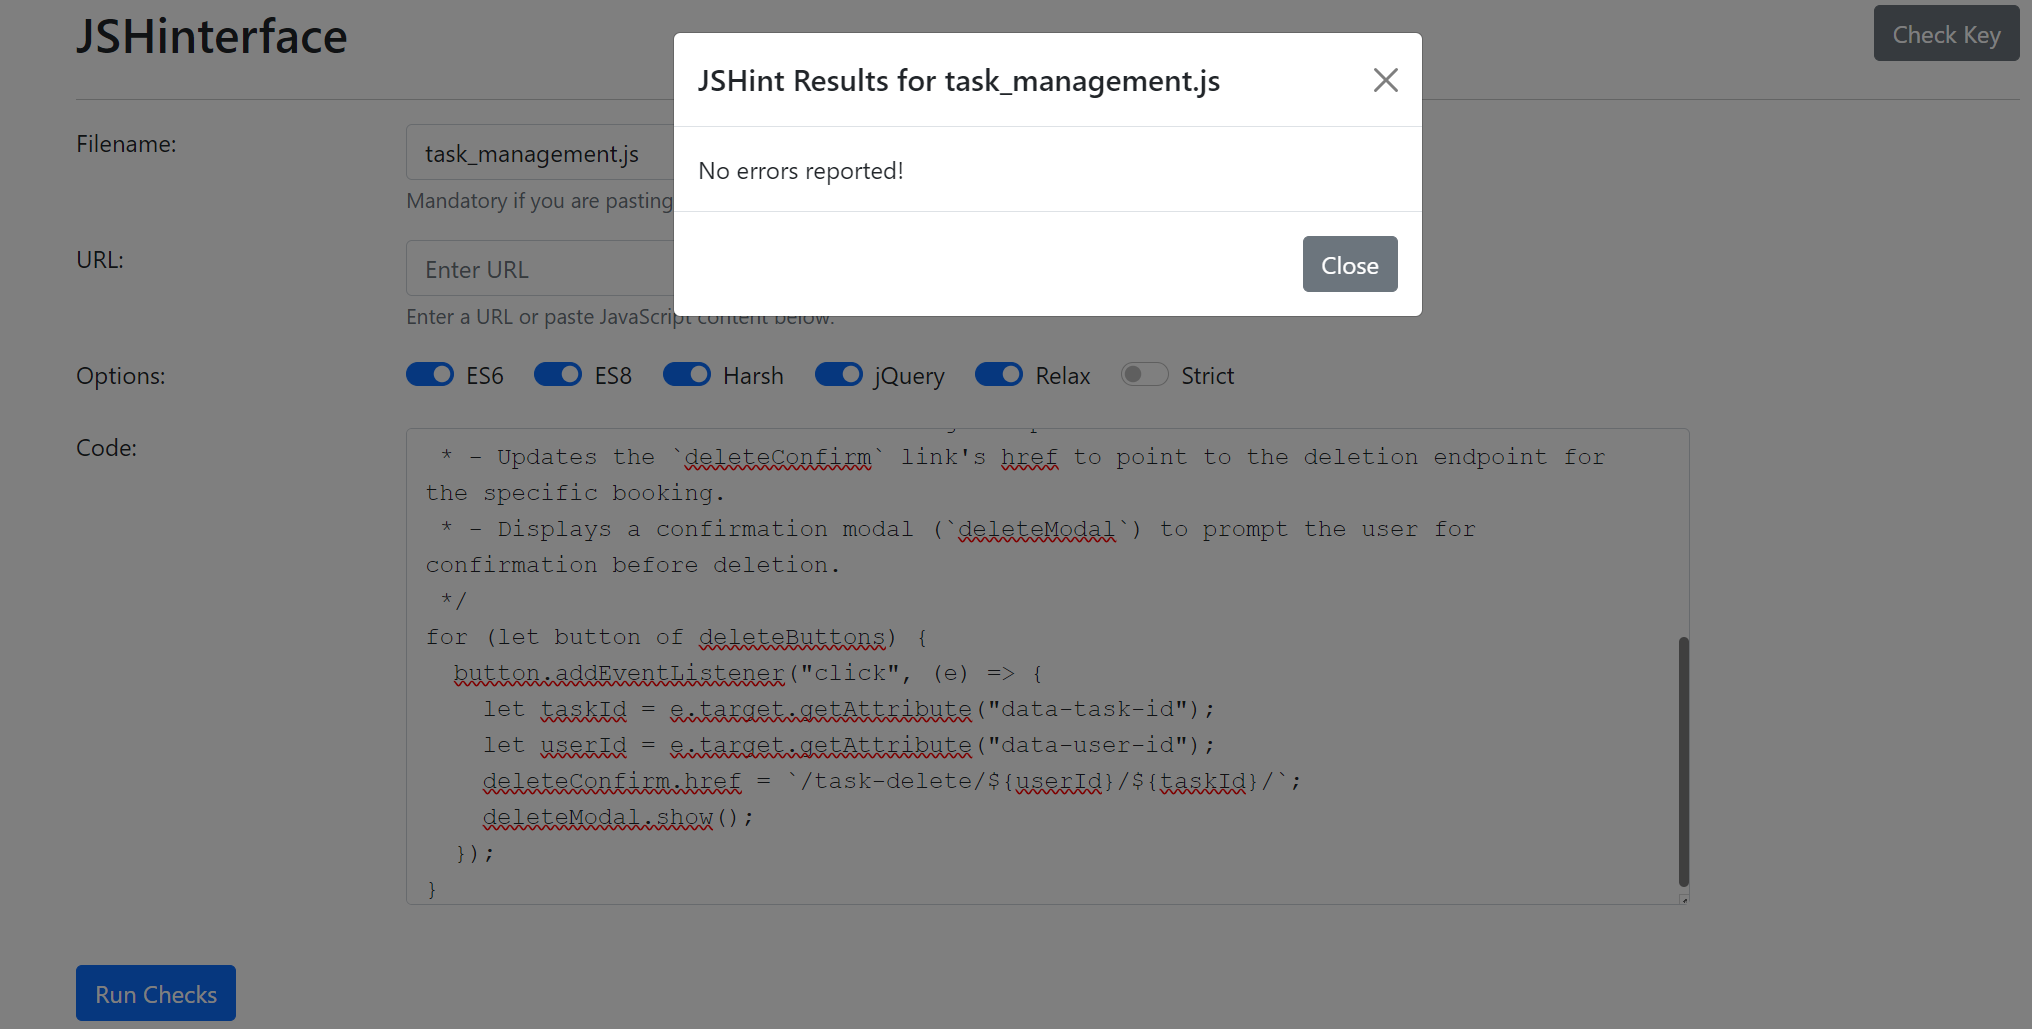 JSHinterface
Check Key
JSHint Results for task_management.js
No errors reported!
Close
Filename:
task_management.js
Mandatory if you are pasting
URL:
Enter URL
Enter a URL or paste JavaScript content below.
Options:
ES6 ES8 Harsh jQuery Relax Strict
Code:
* - Updates the `deleteConfirm` link's href to point to the deletion endpoint for
the specific booking.
* - Displays a confirmation modal (`deleteModal`) to prompt the user for
confirmation before deletion.
*/
for (let button of deleteButtons) {
button.addEventListener("click", (e) => {
let taskId = e.target.getAttribute("data-task-id");
let userId = e.target.getAttribute("data-user-id");
deleteConfirm.href = `/task-delete/${userId}/${taskId}/`;
deleteModal.show();
});
}
Run Checks